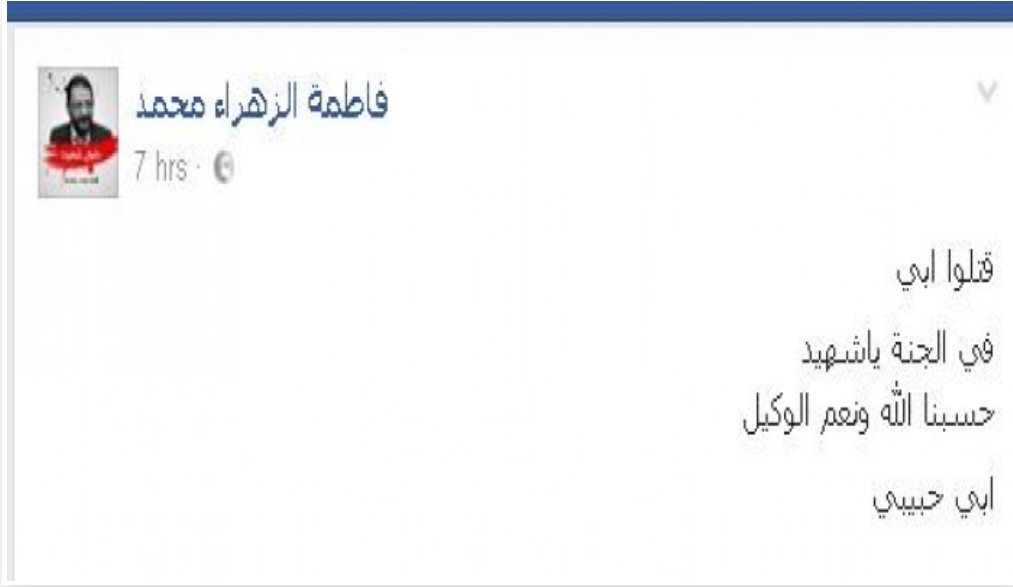 فاطمة الزهراء محمد
7 hrs ·
قتلوا ابي
في الجنة ياشهيد
حسبنا الله ونعم الوكيل
ابي حبيبي